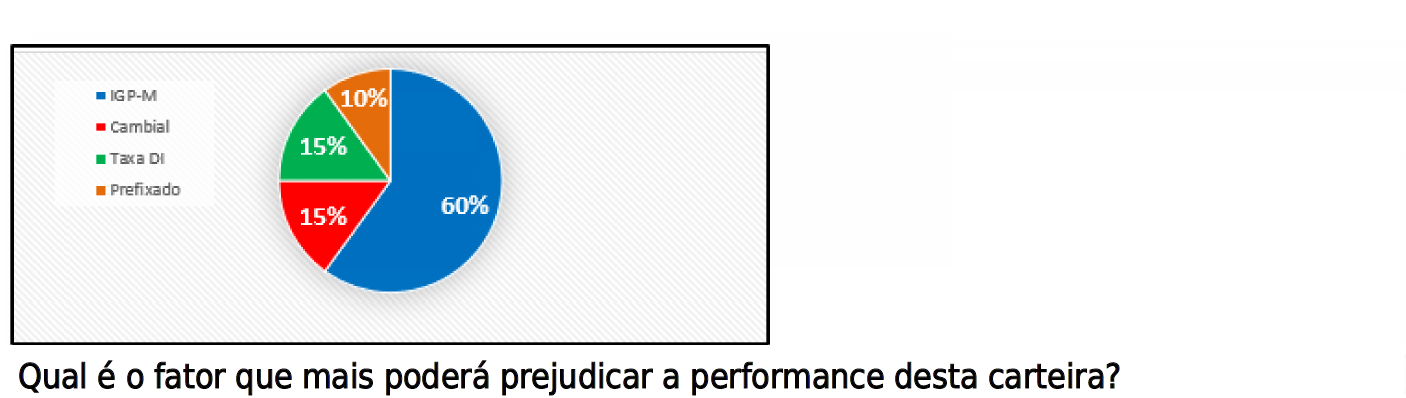 IGP-M
Cambial
Taxa DI
Prefixado
10%
15%
15%
60%
Qual é o fator que mais poderá prejudicar a performance desta carteira?